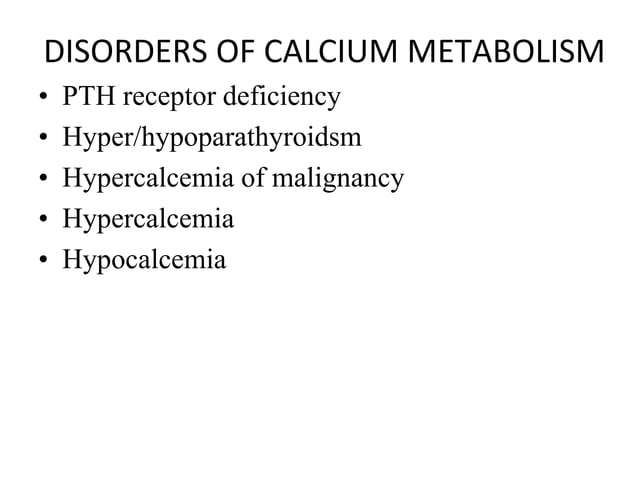 DISORDERS OF CALCIUM METABOLISM
• PTH receptor deficiency
• Hyper/hypoparathyroidsm
• Hypercalcemia of malignancy
• Hypercalcemia
• Hypocalcemia